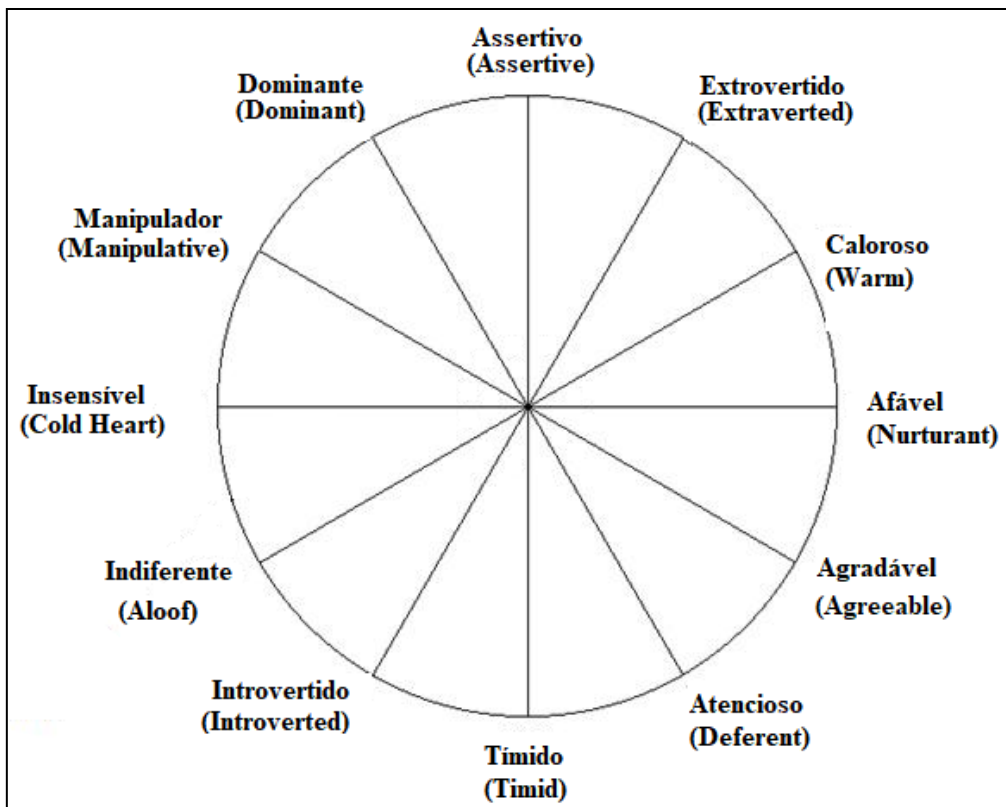 Assertivo
(Assertive)
Dominante
(Dominant)
Extrovertido
(Extraverted)
Manipulador
(Manipulative)
Caloroso
(Warm)
Insensível
(Cold Heart)
Afável
(Nurturant)
Indiferente
(Aloof)
Agradável
(Agreeable)
Introvertido
(Introverted)
Atencioso
(Deferent)
Tímido
(Timid)